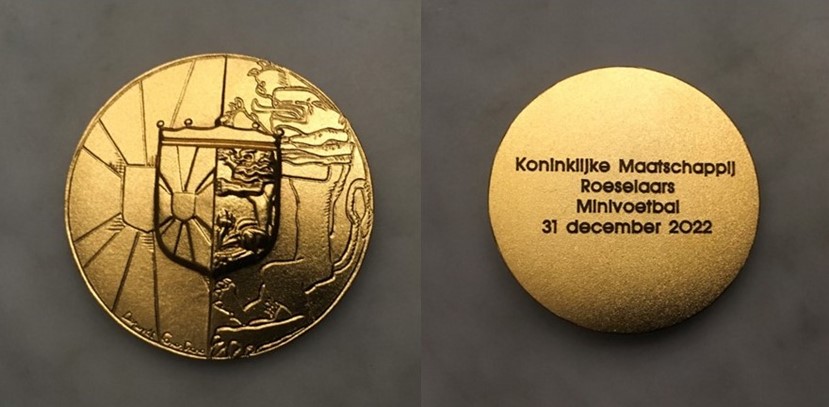 Koninklijke Maatschappij
Roeselaars
Minivoetbal
31 december 2022